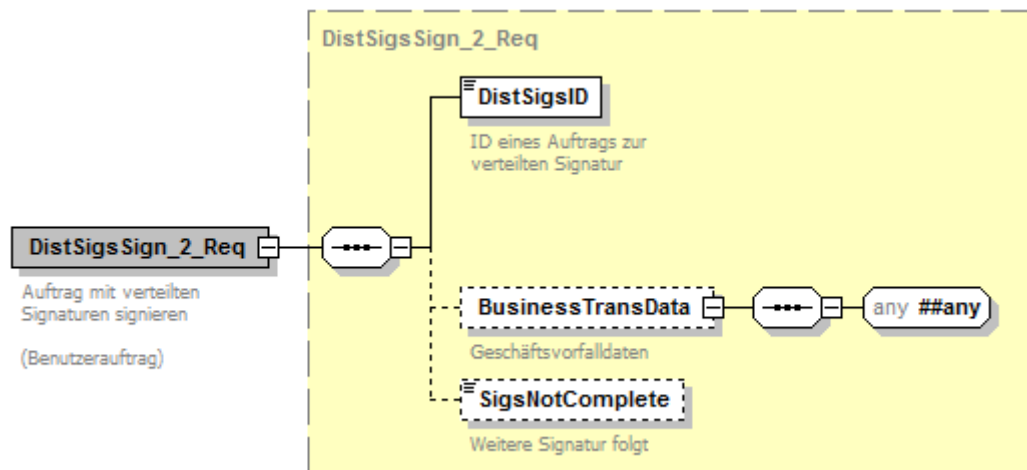 DistSigsSign_2_Req
DistSigsID
ID eines Auftrags zur
verteilten Signatur
DistSigsSign_2_Req
Auftrag mit verteilten
Signaturen signieren
(Benutzerauftrag)
BusinessTransData
any ##any
Geschäftsvorfalldaten
SigsNotComplete
Weitere Signatur folgt